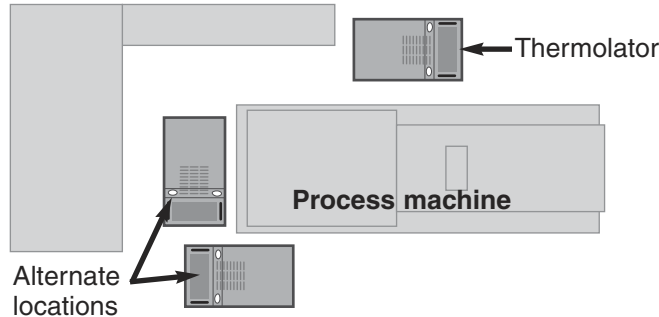 Thermolator
Process machine
Alternate
locations